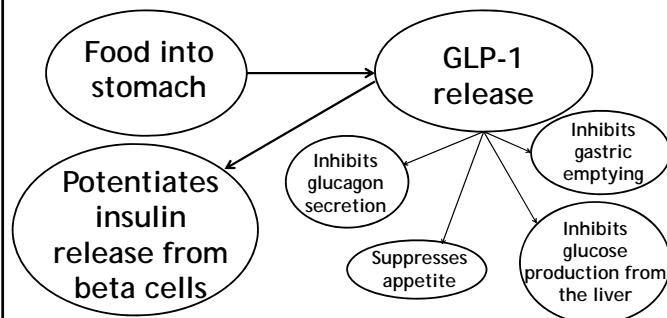 Food into
stomach
GLP-1
release
Potentiates
insulin
release from
beta cells
Inhibits
glucagon
secretion
Suppresses
appetite
Inhibits
gastric
emptying
Inhibits
glucose
production from
the liver